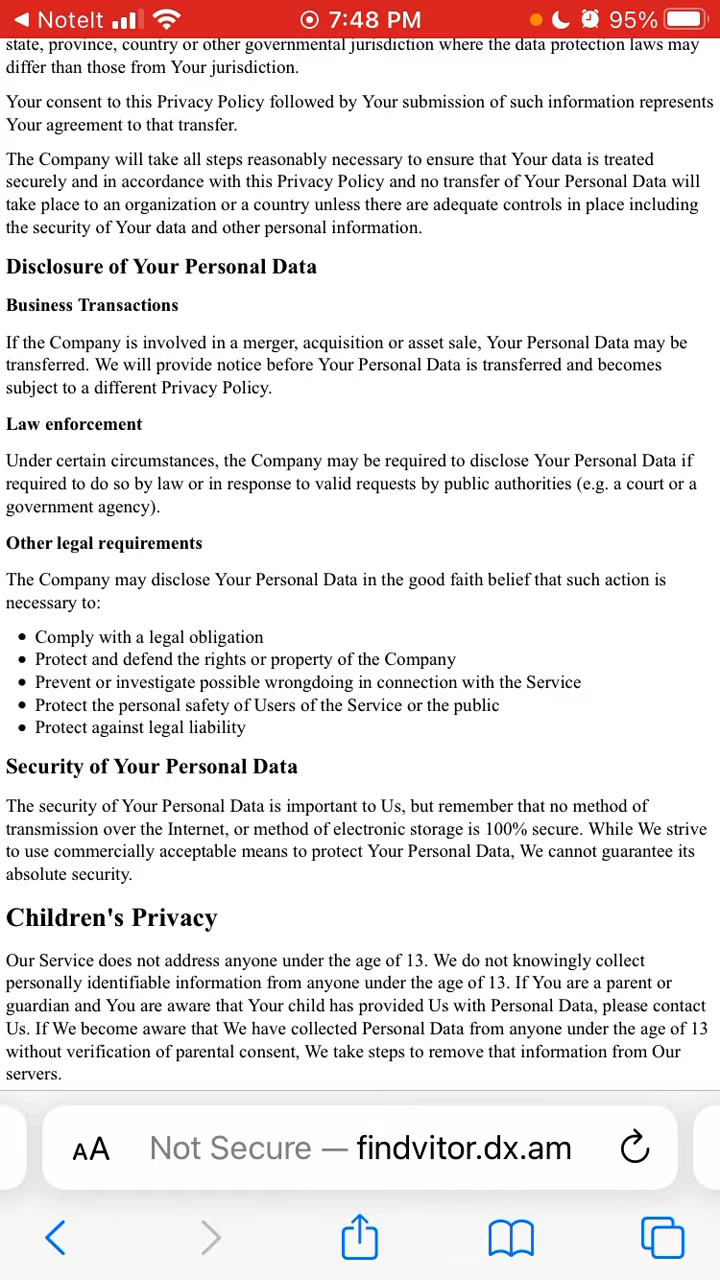 NoteIt 7:48 PM 95%
state, province, country or other governmental jurisdiction where the data protection laws may
differ than those from Your jurisdiction.
Your consent to this Privacy Policy followed by Your submission of such information represents
Your agreement to that transfer.
The Company will take all steps reasonably necessary to ensure that Your data is treated
securely and in accordance with this Privacy Policy and no transfer of Your Personal Data will
take place to an organization or a country unless there are adequate controls in place including
the security of Your data and other personal information.
Disclosure of Your Personal Data
Business Transactions
If the Company is involved in a merger, acquisition or asset sale, Your Personal Data may be
transferred. We will provide notice before Your Personal Data is transferred and becomes
subject to a different Privacy Policy.
Law enforcement
Under certain circumstances, the Company may be required to disclose Your Personal Data if
required to do so by law or in response to valid requests by public authorities (e.g. a court or a
government agency).
Other legal requirements
The Company may disclose Your Personal Data in the good faith belief that such action is
necessary to:
• Comply with a legal obligation
• Protect and defend the rights or property of the Company
• Prevent or investigate possible wrongdoing in connection with the Service
• Protect the personal safety of Users of the Service or the public
• Protect against legal liability
Security of Your Personal Data
The security of Your Personal Data is important to Us, but remember that no method of
transmission over the Internet, or method of electronic storage is 100% secure. While We strive
to use commercially acceptable means to protect Your Personal Data, We cannot guarantee its
absolute security.
Children's Privacy
Our Service does not address anyone under the age of 13. We do not knowingly collect
personally identifiable information from anyone under the age of 13. If You are a parent or
guardian and You are aware that Your child has provided Us with Personal Data, please contact
Us. If We become aware that We have collected Personal Data from anyone under the age of 13
without verification of parental consent, We take steps to remove that information from Our
servers.
AA Not Secure — findvitor.dx.am